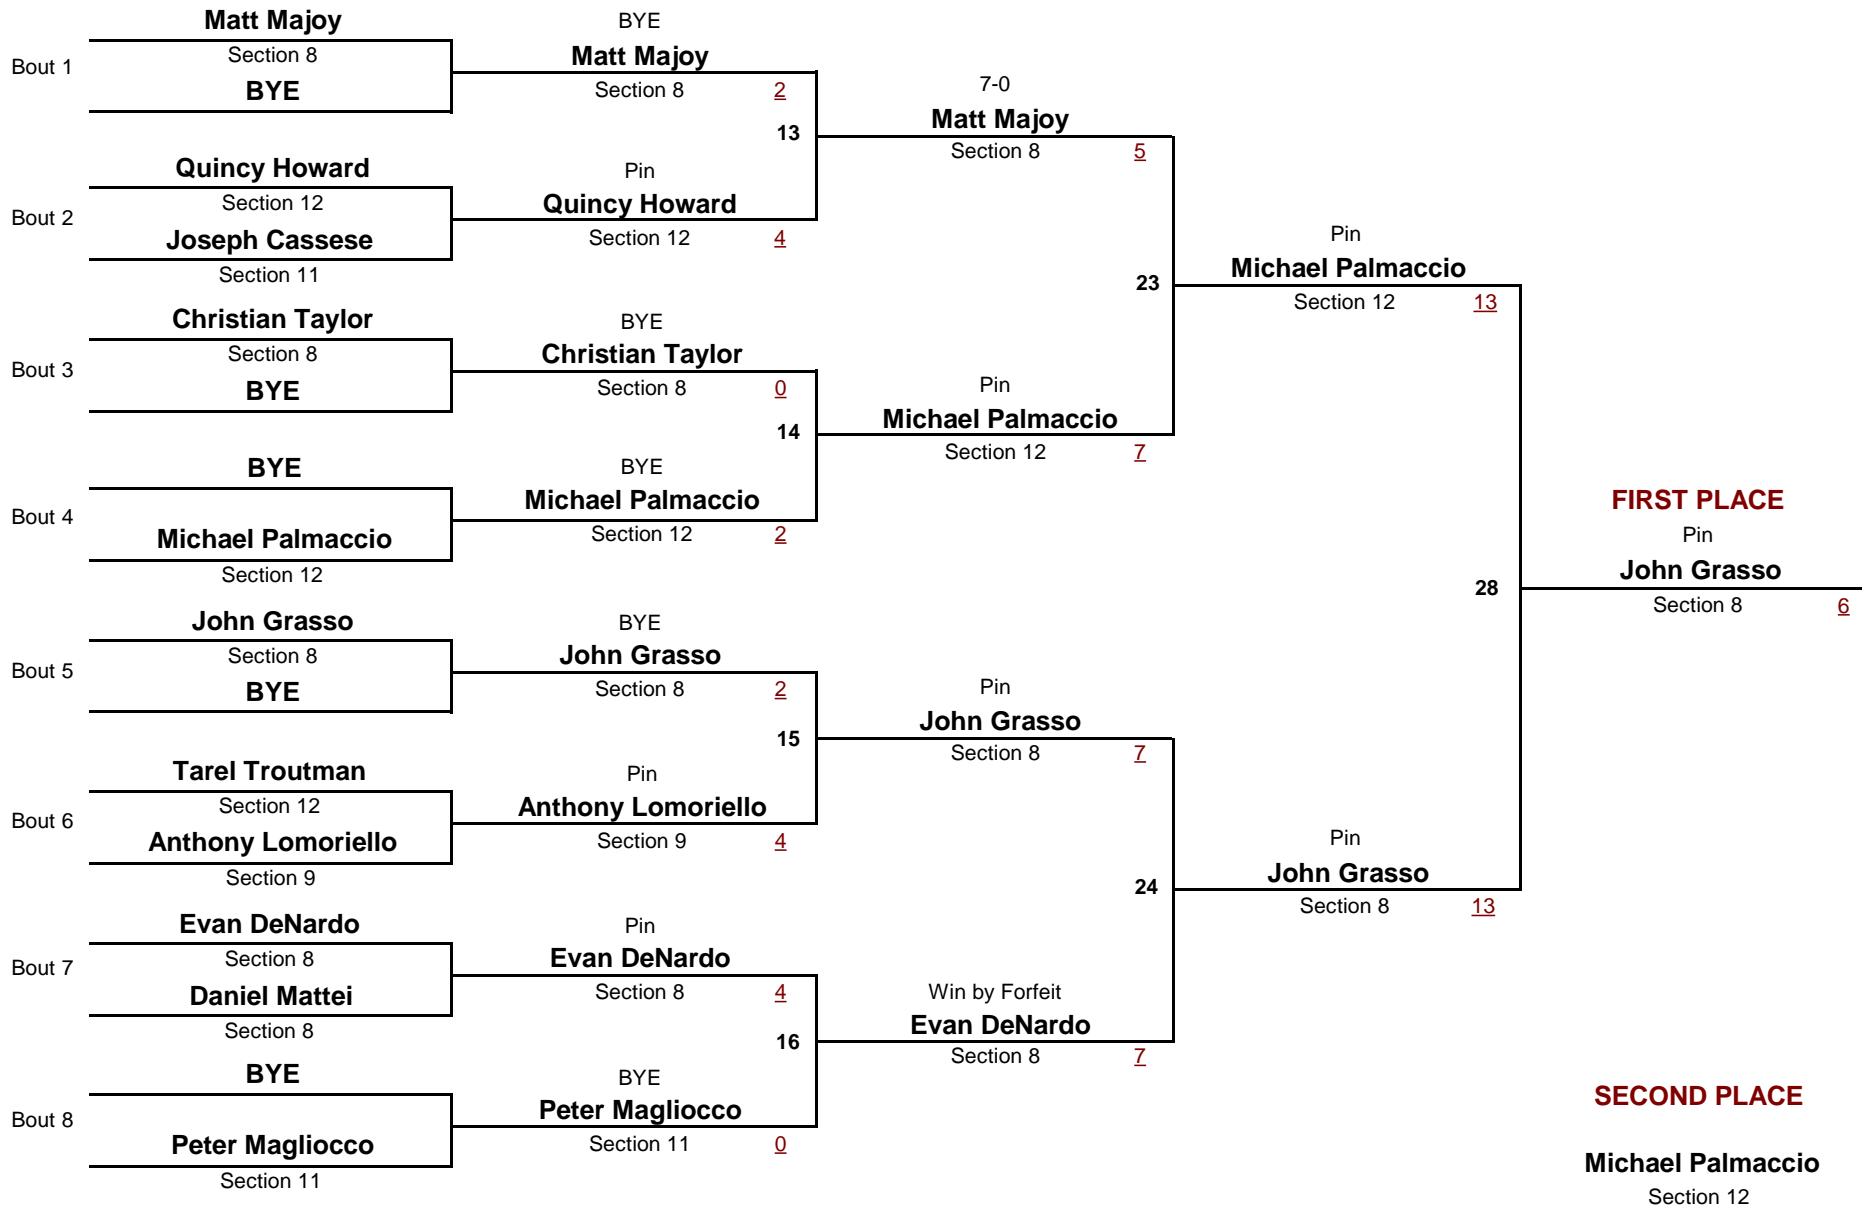 Matt Majoy
Bout 1
Section 8
BYE
Quincy Howard
Bout 2
Section 12
Joseph Cassese
Section 11
Christian Taylor
Bout 3
Section 8
BYE
BYE
Bout 4
Michael Palmaccio
Section 12
John Grasso
Bout 5
Section 8
BYE
Tarel Troutman
Bout 6
Section 12
Anthony Lomoriello
Section 9
Evan DeNardo
Bout 7
Section 8
Daniel Mattei
Section 8
BYE
Bout 8
Peter Magliocco
Section 11
BYE
Matt Majoy
Section 8 2
13
Pin
Quincy Howard
Section 12 4
BYE
Christian Taylor
Section 8 0
14
BYE
Michael Palmaccio
Section 12 2
BYE
John Grasso
Section 8 2
15
Pin
Anthony Lomoriello
Section 9 4
Pin
Evan DeNardo
Section 8 4
16
BYE
Peter Magliocco
Section 11 0
7-0
Matt Majoy
Section 8 5
23
Pin
Michael Palmaccio
Section 12 7
Pin
John Grasso
Section 8 7
24
Win by Forfeit
Evan DeNardo
Section 8 7
Pin
Michael Palmaccio
Section 12 13
28
Pin
John Grasso
Section 8 13
FIRST PLACE
Pin
John Grasso
Section 8 6
SECOND PLACE
Michael Palmaccio
Section 12